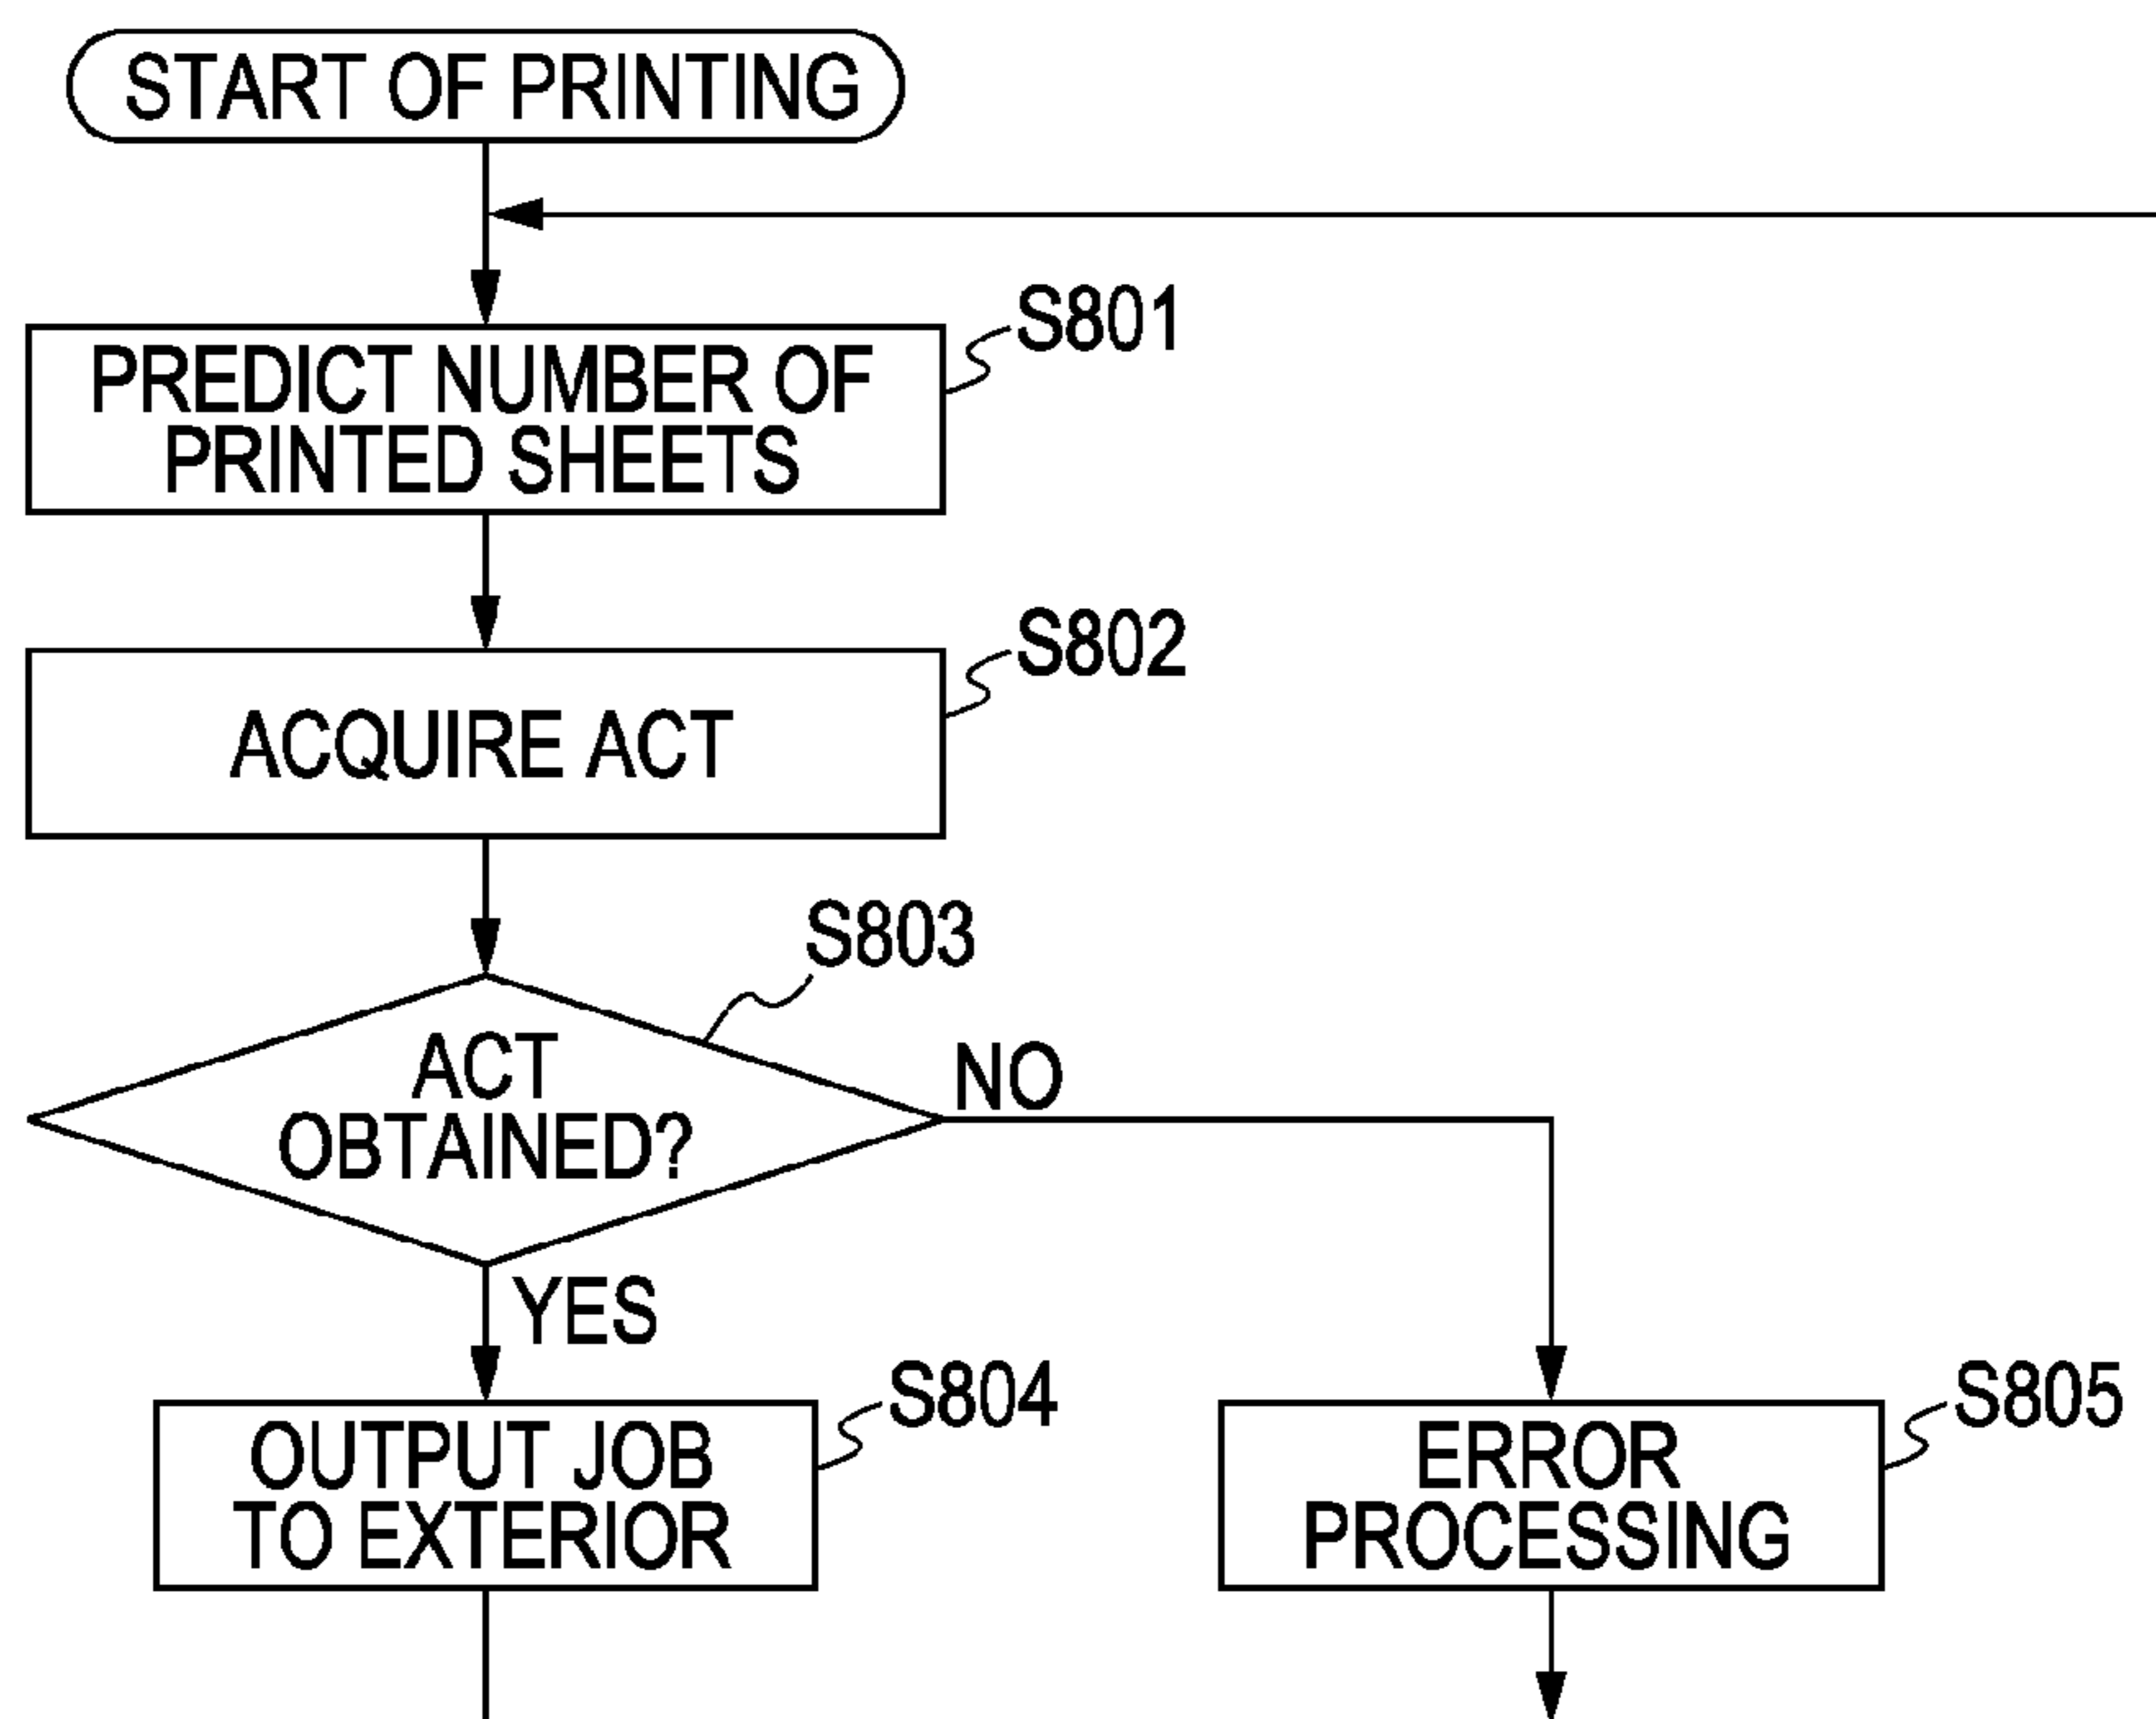 START OF PRINTING
S801
PREDICT NUMBER OF
PRINTED SHEETS
S802
ACQUIRE ACT
S803
ACT
OBTAINED?
NO
YES
S804
OUTPUT JOB
TO EXTERIOR
S805
ERROR
PROCESSING